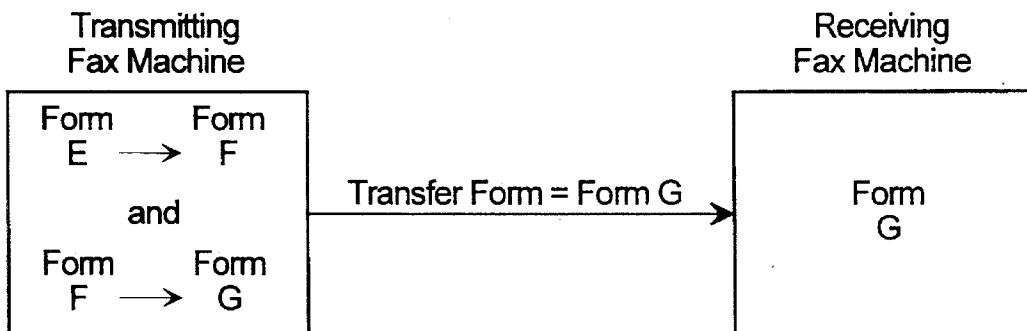 Transmitting
Fax Machine
Form Form
E F
and
Form Form
F G
Transfer Form = Form G
Receiving
Fax Machine
Form
G